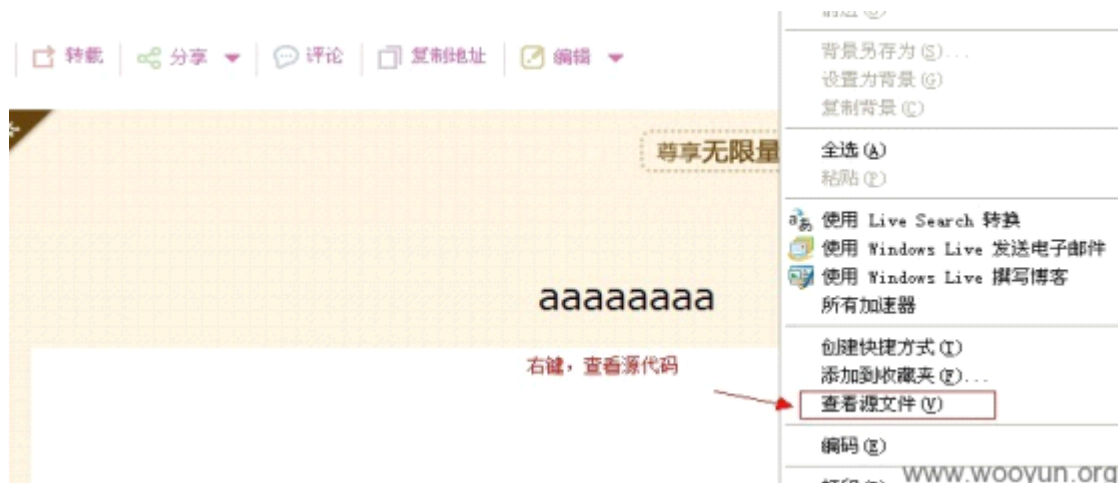 转载 分享 评论 复制地址 编辑
背景另存为(S)...
设置为背景(G)
复制背景(C)
尊享无限量
全选(A)
粘贴(P)
使用 Live Search 转换
使用 Windows Live 发送电子邮件
使用 Windows Live 撰写博客
所有加速器
aaaaaaaa
创建快捷方式(T)
添加到收藏夹(F)...
查看源文件(V)
右键，查看源代码
编码(E)
www.wooyun.org